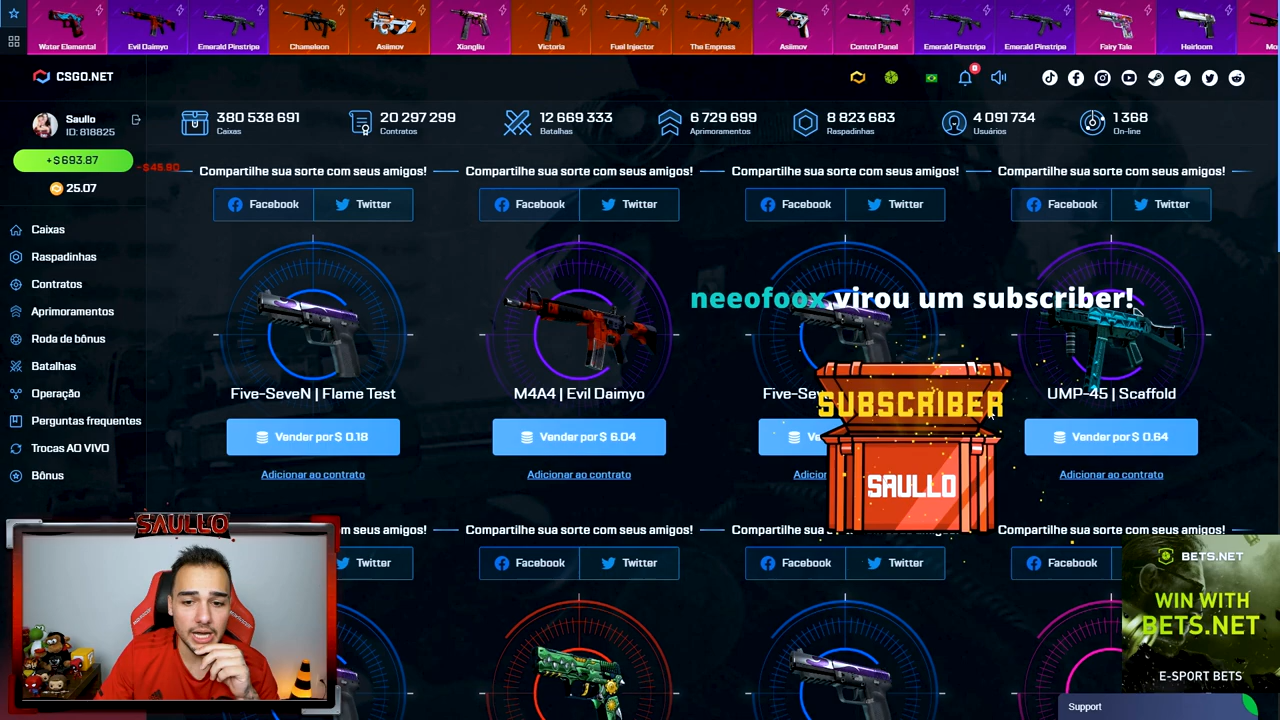 Water Elemental
Evil Daimyo
Emerald Pinstripe
Chameleon
Asiimov
Xiangliu
Victoria
Fuel Injector
The Empress
Asiimov
Control Panel
Emerald Pinstripe
Emerald Pinstripe
Fairy Tale
Heirloom
CSGO.NET
Saullo
ID: 818825
+$693.87
-$45.90
25.07
380 538 691
Caixas
20 297 299
Contratos
12 669 333
Batalhas
6 729 699
Aprimoramentos
8 823 683
Raspadinhas
4 091 734
Usuários
1 368
On-line
Caixas
Raspadinhas
Contratos
Aprimoramentos
Roda de bônus
Batalhas
Operação
Perguntas frequentes
Trocas AO VIVO
Bônus
Compartilhe sua sorte com seus amigos!
Compartilhe sua sorte com seus amigos!
Compartilhe sua sorte com seus amigos!
Compartilhe sua sorte com seus amigos!
Facebook Twitter
Facebook Twitter
Facebook Twitter
Facebook Twitter
neeofoox virou um subscriber!
Five-SeveN | Flame Test
M4A4 | Evil Daimyo
UMP-45 | Scaffold
SUBSCRIBER
SAULLO
Vender por $ 0.18
Vender por $ 6.04
Vender por $ 0.64
Adicionar ao contrato
Adicionar ao contrato
Adicionar ao contrato
com seus amigos!
Compartilhe sua sorte com seus amigos!
Compartilhe sua
com seus amigos!
Twitter
Facebook Twitter
Facebook Twitter
Facebook
SAULLO
BETS.NET
WIN WITH
BETS.NET
E-SPORT BETS
Support